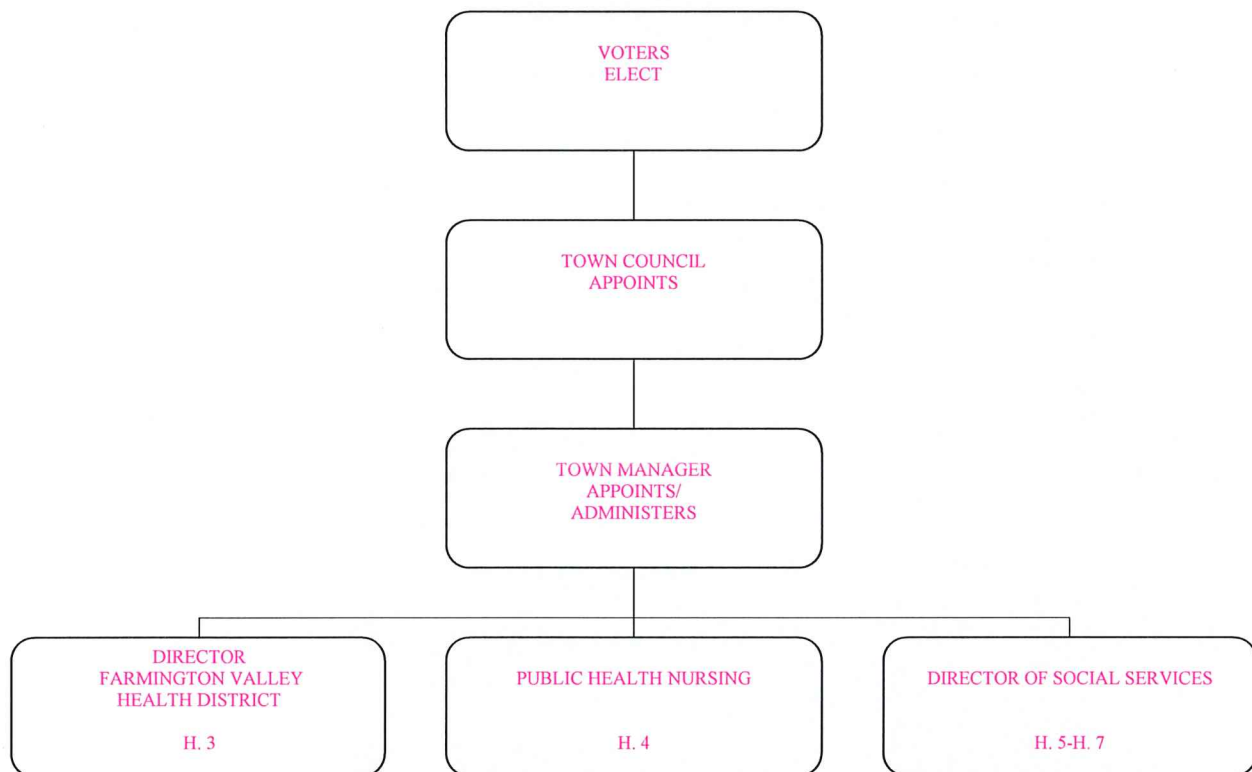 VOTERS
ELECT
TOWN COUNCIL
APPOINTS
TOWN MANAGER
APPOINTS/
ADMINISTERS
DIRECTOR
FARMINGTON VALLEY
HEALTH DISTRICT
H. 3
PUBLIC HEALTH NURSING
H. 4
DIRECTOR OF SOCIAL SERVICES
H. 5-H. 7